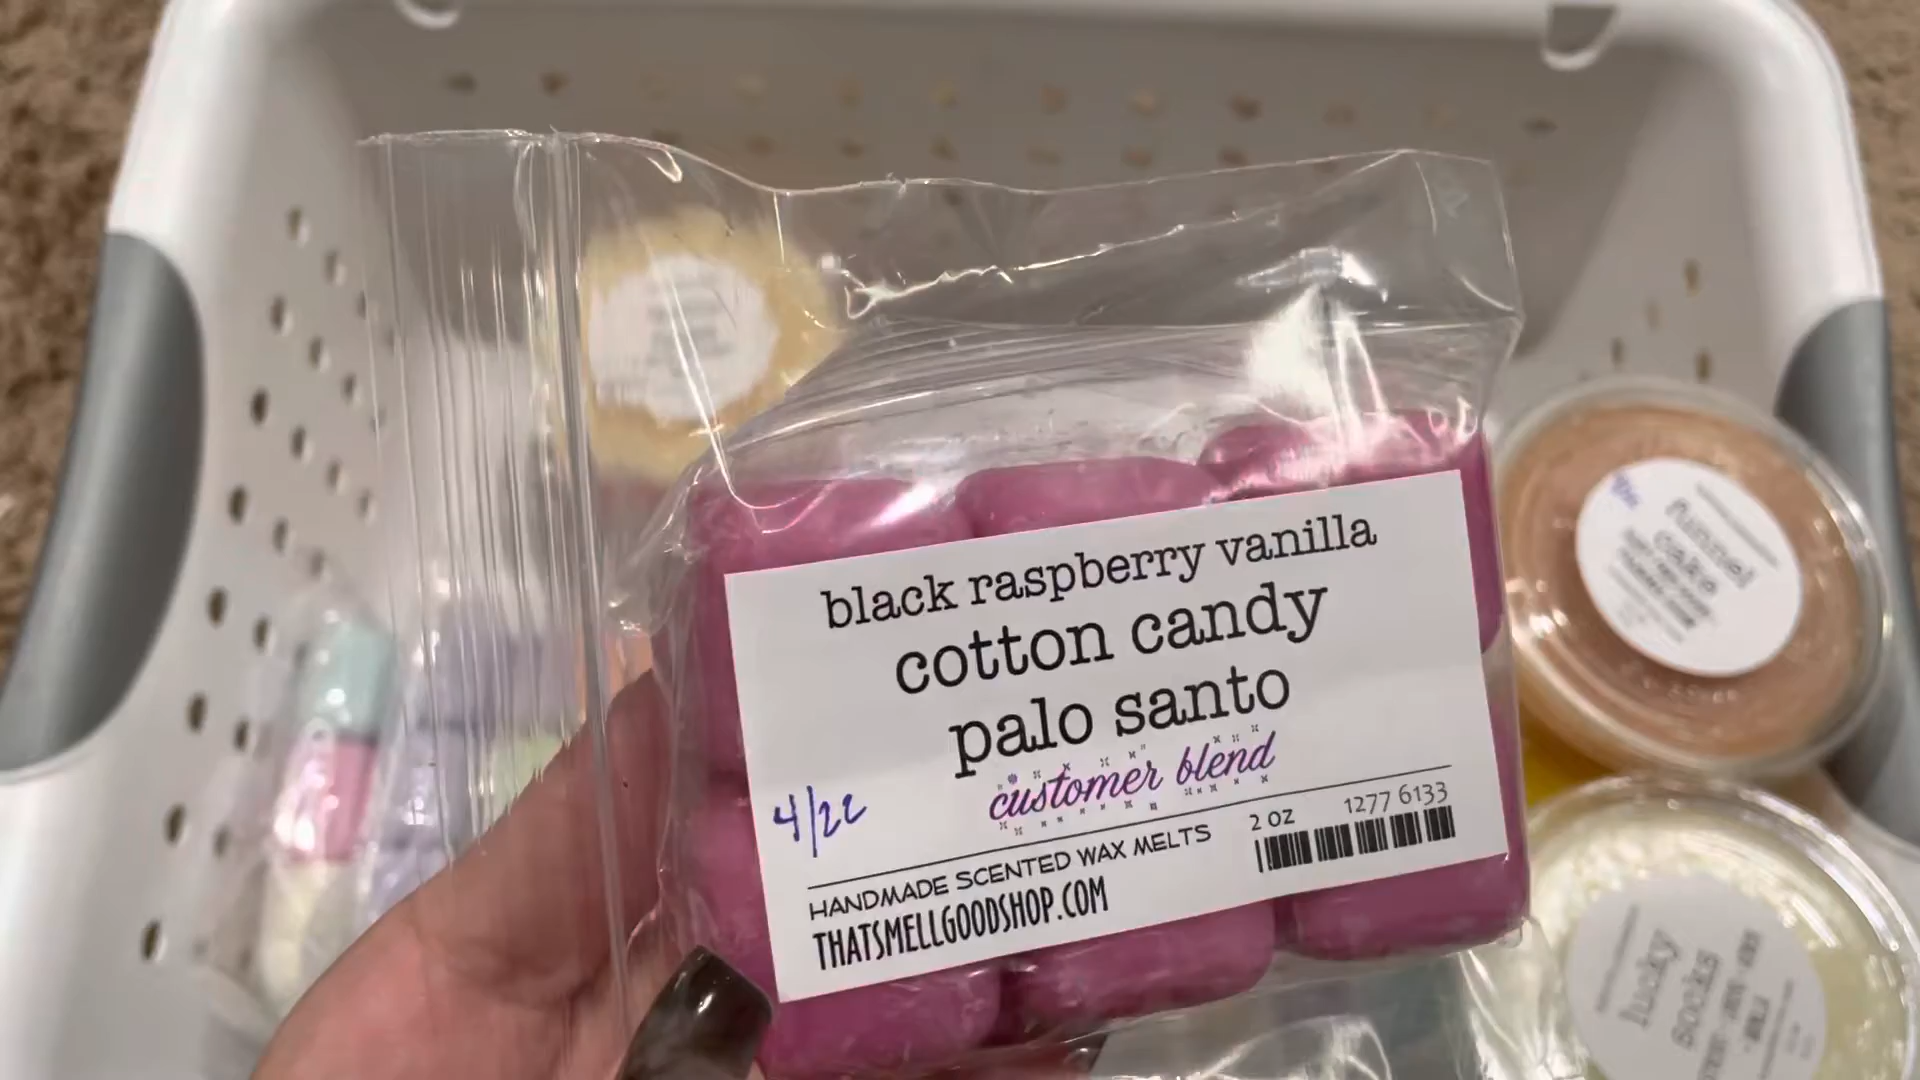 black raspberry vanilla
cotton candy
palo santo
customer blend
4/22
2 OZ
1277 6133
HANDMADE SCENTED WAX MELTS
THATSMELLGOODSHOP.COM
funnel
cake
lucky
socks